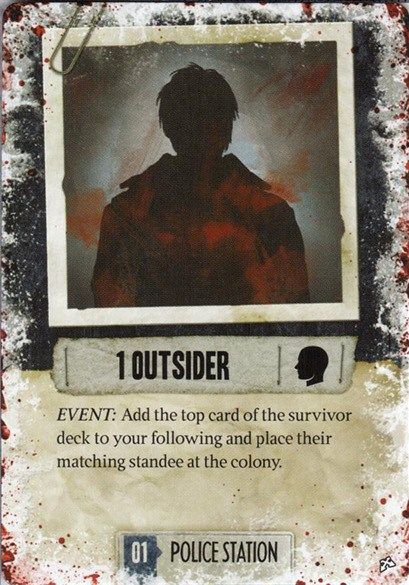 1 OUTSIDER
EVENT: Add the top card of the survivor
deck to your following and place their
matching standee at the colony.
01 POLICE STATION